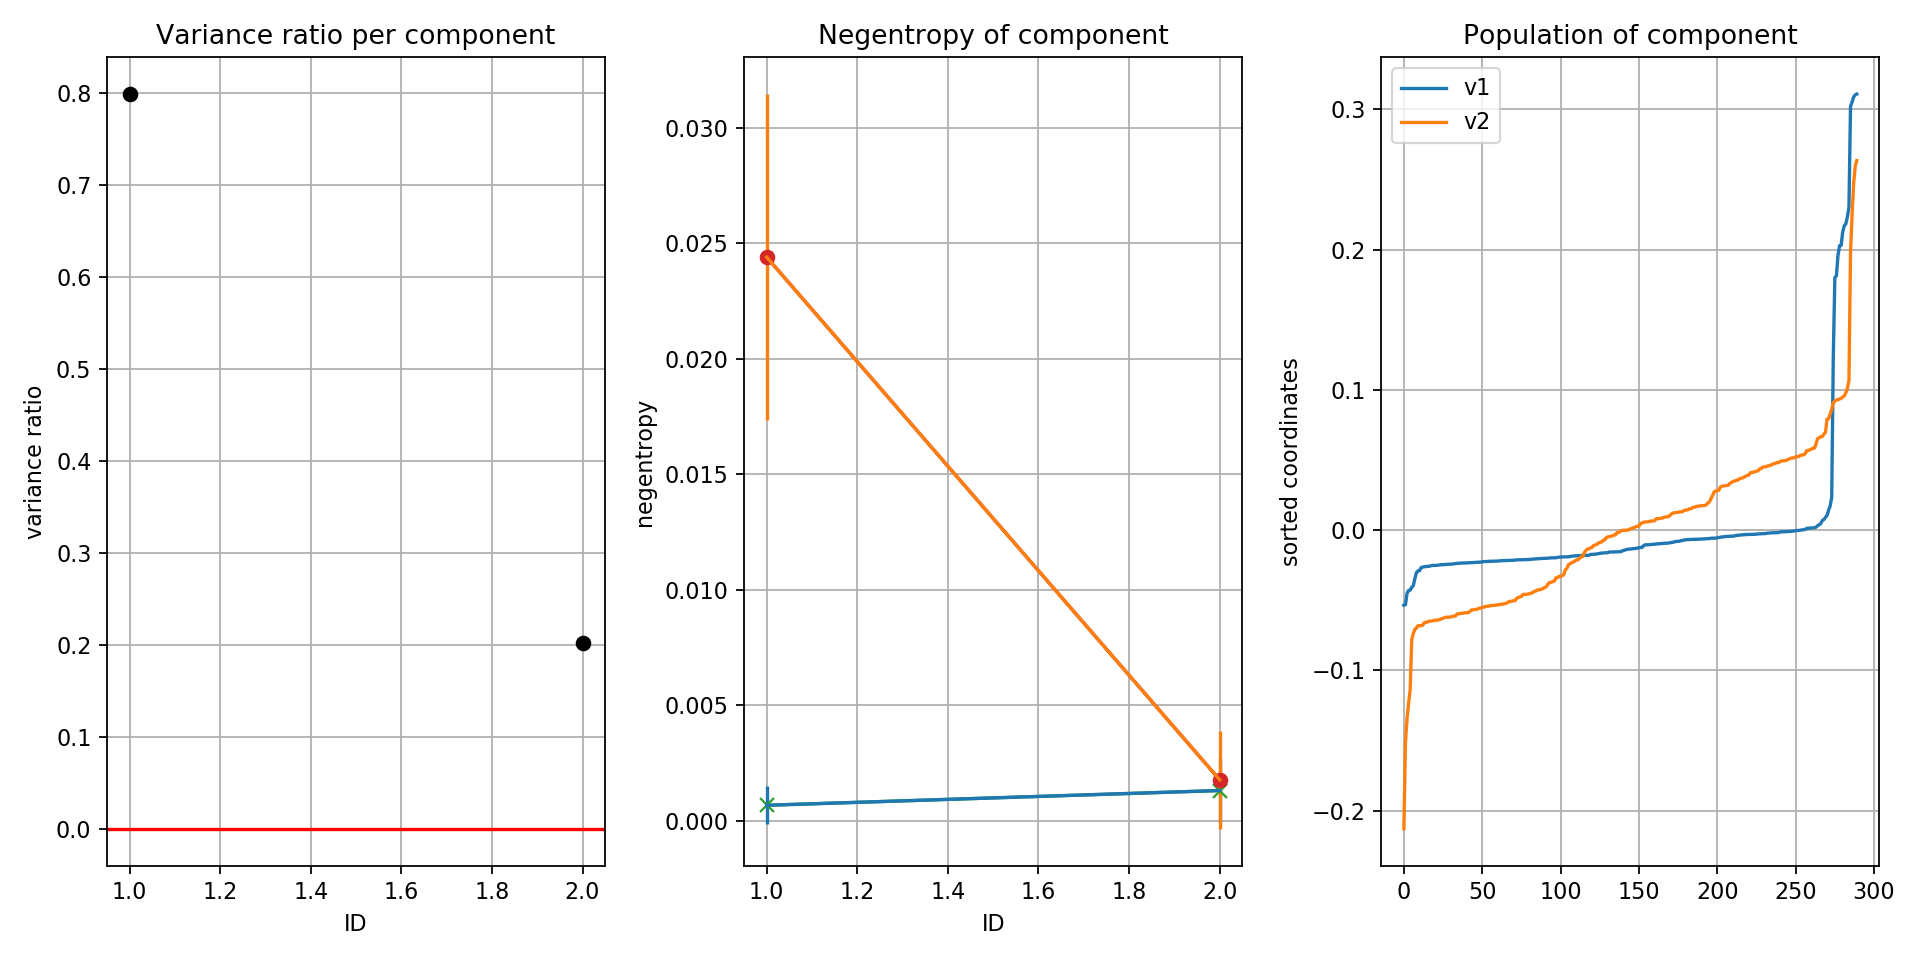 Variance ratio per component
variance ratio
0.8
0.7
0.6
0.5
0.4
0.3
0.2
0.1
0.0
1.0 1.2 1.4 1.6 1.8 2.0
ID
Negentropy of component
negentropy
0.030
0.025
0.020
0.015
0.010
0.005
0.000
1.0 1.2 1.4 1.6 1.8 2.0
ID
Population of component
sorted coordinates
v1
v2
0.3
0.2
0.1
0.0
−0.1
−0.2
0 50 100 150 200 250 300